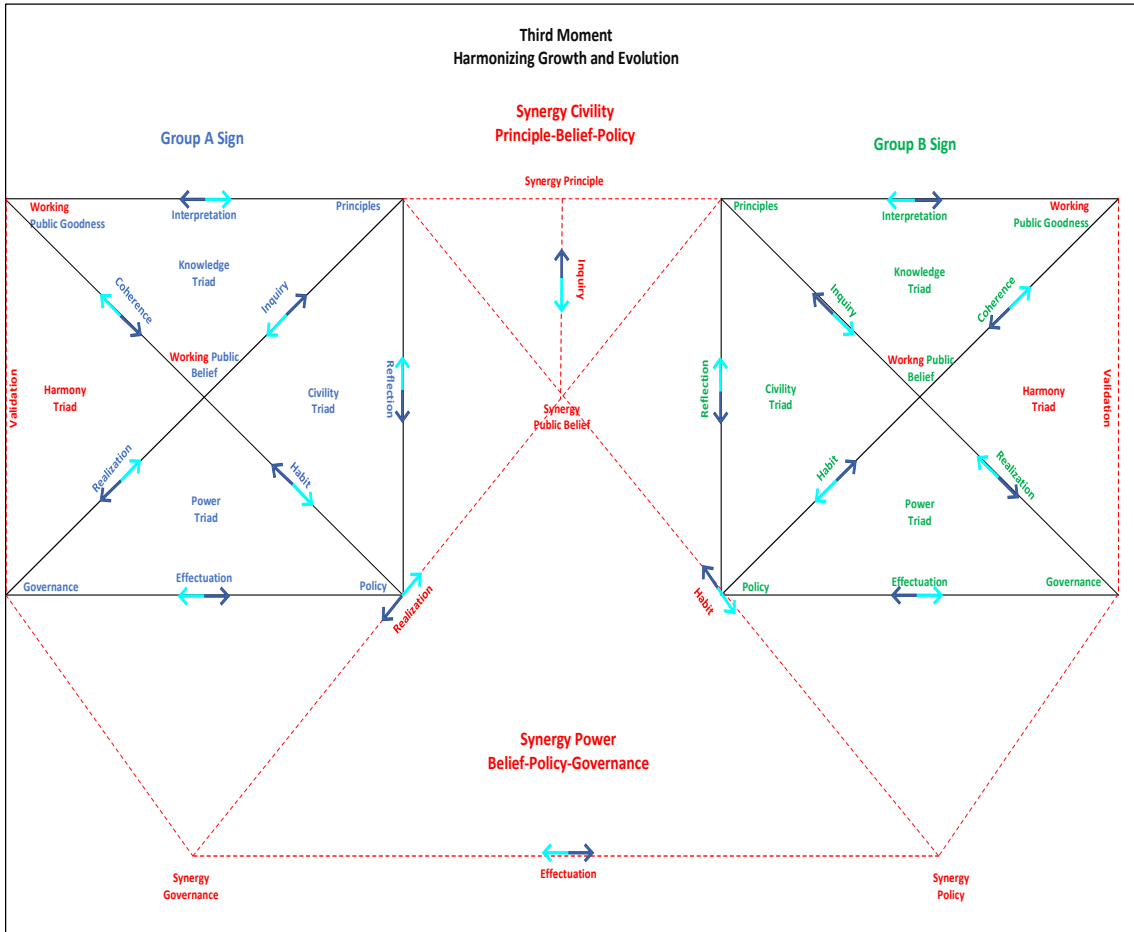 Third Moment
Harmonizing Growth and Evolution
Synergy Civility
Principle-Belief-Policy
Group A Sign
Group B Sign
Synergy Principle
Working
Public Goodness
Interpretation
Principles
Knowledge
Triad
Coherence
Inquiry
Working Public
Belief
Validation
Harmony
Triad
Civility
Triad
Reflection
Realization
Habit
Power
Triad
Governance
Effectuation
Policy
Inquiry
Synergy
Public Belief
Realization
Habit
Principles
Interpretation
Working
Public Goodness
Knowledge
Triad
Inquiry
Coherence
Workng Public
Belief
Reflection
Civility
Triad
Harmony
Triad
Validation
Habit
Realization
Power
Triad
Policy
Effectuation
Governance
Synergy Power
Belief-Policy-Governance
Effectuation
Synergy
Governance
Synergy
Policy